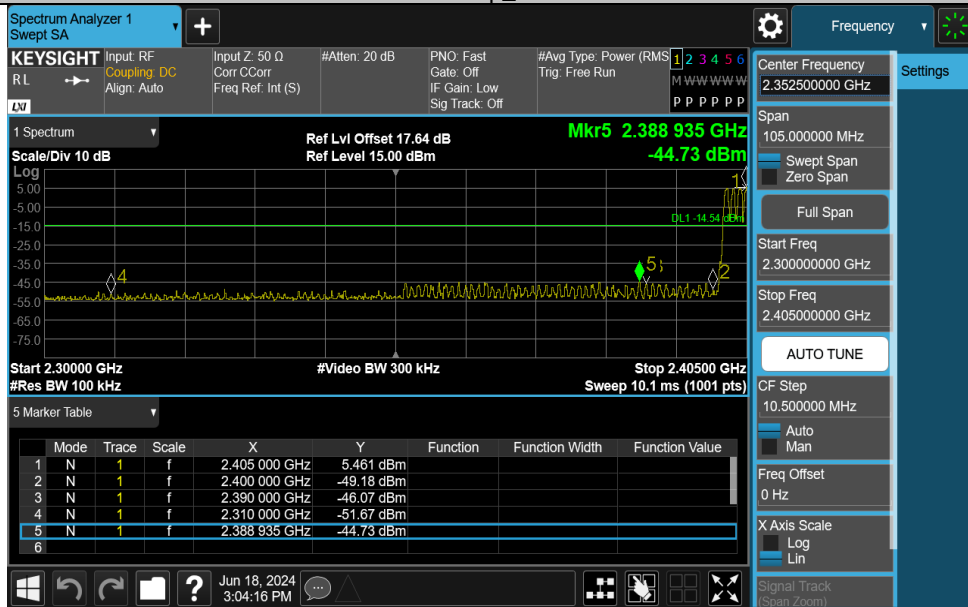 Spectrum Analyzer 1
Swept SA
+
Frequency
KEYSIGHT
RL
LXI
Input: RF
Coupling: DC
Align: Auto
Input Z: 50 Ω
Corr CCorr
Freq Ref: Int (S)
#Atten: 20 dB
PNO: Fast
Gate: Off
IF Gain: Low
Sig Track: Off
#Avg Type: Power (RMS
Trig: Free Run
1 2 3 4 5 6
M W W W W W
P P P P P P
1 Spectrum
Scale/Div 10 dB
Log
Ref Lvl Offset 17.64 dB
Ref Level 15.00 dBm
Mkr5 2.388 935 GHz
-44.73 dBm
5.00
-5.00
-15.0
-25.0
-35.0
-45.0
-55.0
-65.0
-75.0
1
DL1 -14.54 dBm
4
5
2
Start 2.30000 GHz
#Video BW 300 kHz
Stop 2.40500 GHz
#Res BW 100 kHz
Sweep 10.1 ms (1001 pts)
5 Marker Table
Mode Trace Scale X Y Function Function Width Function Value
1 N 1 f 2.405 000 GHz 5.461 dBm
2 N 1 f 2.400 000 GHz -49.18 dBm
3 N 1 f 2.390 000 GHz -46.07 dBm
4 N 1 f 2.310 000 GHz -51.67 dBm
5 N 1 f 2.388 935 GHz -44.73 dBm
6
?
Jun 18, 2024
3:04:16 PM
Center Frequency
2.352500000 GHz
Span
105.000000 MHz
Swept Span
Zero Span
Full Span
Start Freq
2.300000000 GHz
Stop Freq
2.405000000 GHz
AUTO TUNE
CF Step
10.500000 MHz
Auto
Man
Freq Offset
0 Hz
X Axis Scale
Log
Lin
Signal Track
(Span Zoom)
Settings